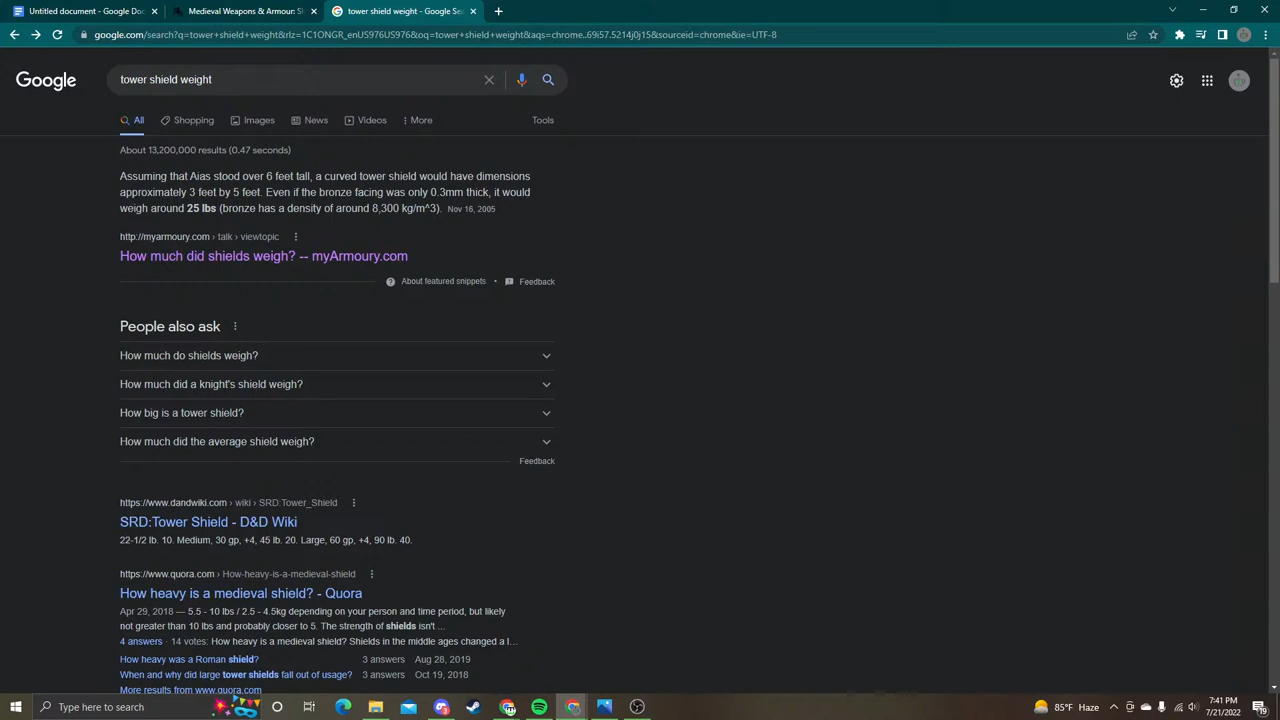 Untitled document - Google Doc
Medieval Weapons & Armour: Sh
tower shield weight - Google Sea
google.com/search?q=tower+shield+weight&rlz=1C1ONGR_enUS976US976&oq=tower+shield+weight&aqs=chrome..69i57.5214j0j15&sourceid=chrome&ie=UTF-8
Google
tower shield weight
All
Shopping
Images
News
Videos
More
Tools
About 13,200,000 results (0.47 seconds)
Assuming that Aias stood over 6 feet tall, a curved tower shield would have dimensions
approximately 3 feet by 5 feet. Even if the bronze facing was only 0.3mm thick, it would
weigh around 25 lbs (bronze has a density of around 8,300 kg/m^3). Nov 16, 2005
http://myarmoury.com › talk › viewtopic
How much did shields weigh? -- myArmoury.com
About featured snippets • Feedback
People also ask
How much do shields weigh?
How much did a knight's shield weigh?
How big is a tower shield?
How much did the average shield weigh?
Feedback
https://www.dandwiki.com › wiki › SRD:Tower_Shield
SRD:Tower Shield - D&D Wiki
22-1/2 lb. 10. Medium, 30 gp, +4, 45 lb. 20. Large, 60 gp, +4, 90 lb. 40.
https://www.quora.com › How-heavy-is-a-medieval-shield
How heavy is a medieval shield? - Quora
Apr 29, 2018 — 5.5 - 10 lbs / 2.5 - 4.5kg depending on your person and time period, but likely
not greater than 10 lbs and probably closer to 5. The strength of shields isn't ...
4 answers · 14 votes: How heavy is a medieval shield? Shields in the middle ages changed a l…
How heavy was a Roman shield? 3 answers Aug 28, 2019
When and why did large tower shields fall out of usage? 3 answers Oct 19, 2018
More results from www.quora.com
Type here to search
85°F Haze
7:41 PM
7/21/2022